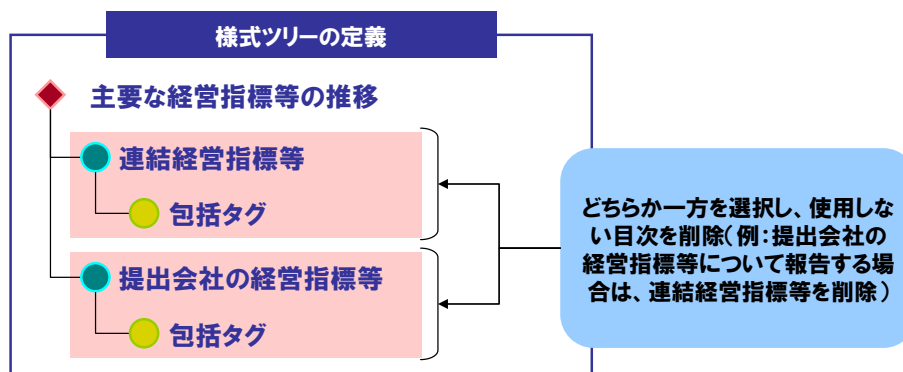 様式ツリーの定義
主要な経営指標等の推移
連結経営指標等
包括タグ
提出会社の経営指標等
包括タグ
どちらか一方を選択し、使用しな
い目次を削除(例:提出会社の
経営指標等について報告する場
合は、連結経営指標等を削除)